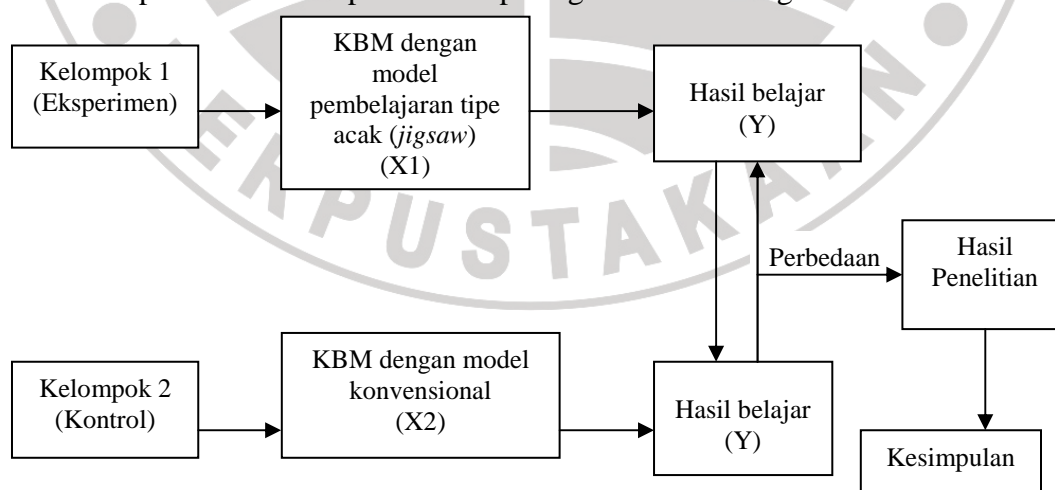 Kelompok 1
(Eksperimen)
KBM dengan
model
pembelajaran tipe
acak (jigsaw)
(X1)
Hasil belajar
(Y)
Perbedaan
Hasil
Penelitian
Kelompok 2
(Kontrol)
KBM dengan model
konvensional
(X2)
Hasil belajar
(Y)
Kesimpulan
ERPUSTAKAAN